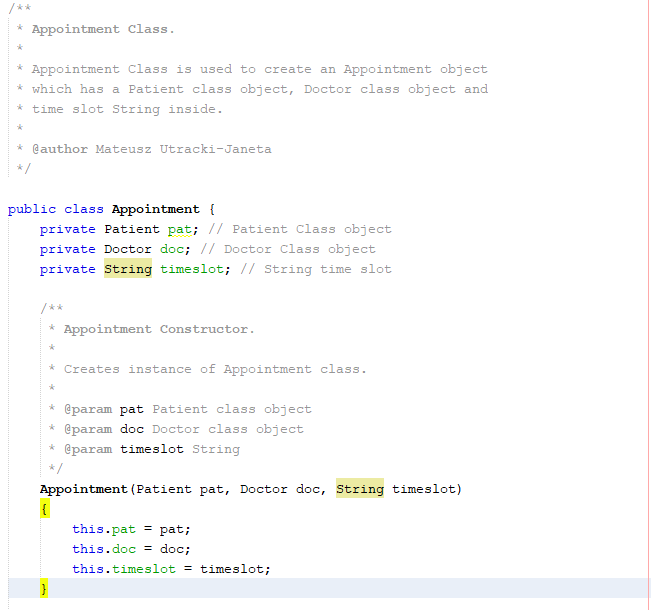 /**
 * Appointment Class.
 *
 * Appointment Class is used to create an Appointment object
 * which has a Patient class object, Doctor class object and
 * time slot String inside.
 *
 * @author Mateusz Utracki-Janeta
 */
public class Appointment {
    private Patient pat; // Patient Class object
    private Doctor doc; // Doctor Class object
    private String timeslot; // String time slot
    /**
     * Appointment Constructor.
     *
     * Creates instance of Appointment class.
     *
     * @param pat Patient class object
     * @param doc Doctor class object
     * @param timeslot String
     */
    Appointment(Patient pat, Doctor doc, String timeslot)
    {
        this.pat = pat;
        this.doc = doc;
        this.timeslot = timeslot;
    }